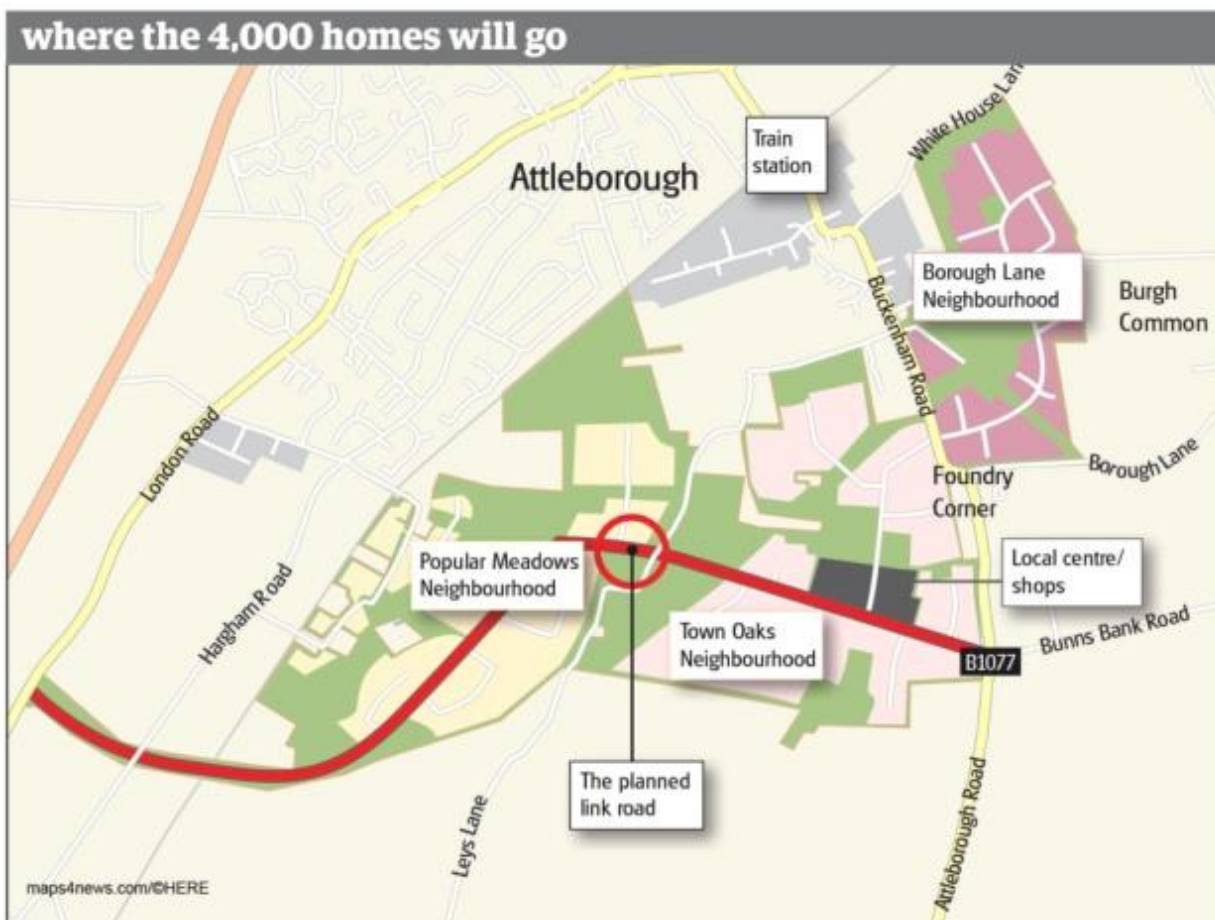 where the 4,000 homes will go
White House Lane
Train
station
Attleborough
Borough Lane
Neighbourhood
Burgh
Common
Buckenham Road
London Road
Borough Lane
Foundry
Corner
Popular Meadows
Neighbourhood
Local centre/
shops
Hargham Road
Town Oaks
Neighbourhood
Bunns Bank Road
B1077
The planned
link road
Leys Lane
Attleborough Road
maps4news.com/©HERE